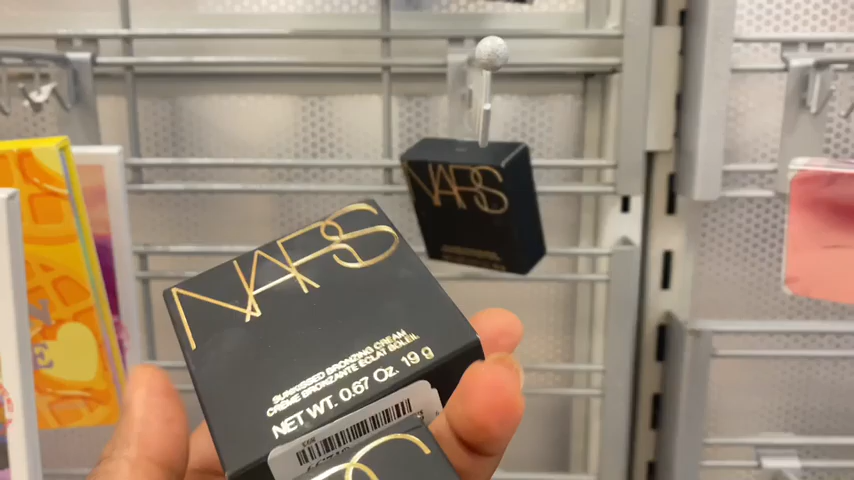 NARS
NARS
SUNKISSED BRONZING CREAM
CRÈME BRONZANTE ÉCLAT SOLEIL
NET WT. 0.67 Oz. 19 g